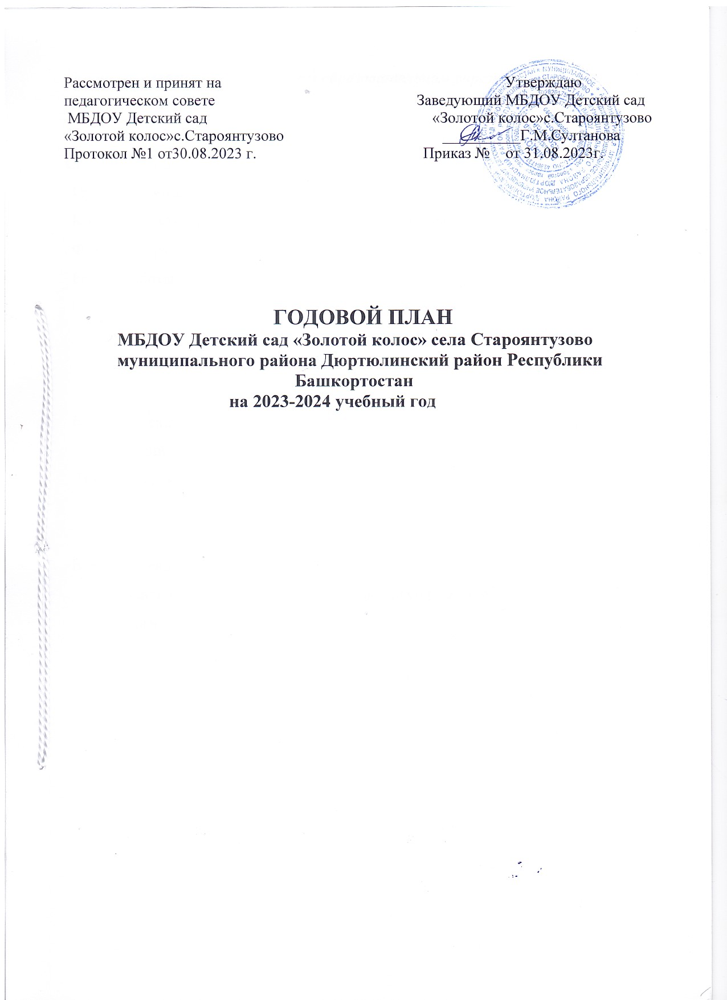 Рассмотрен и принят на
педагогическом совете
МБДОУ Детский сад
«Золотой колос»с.Староянтузово
Протокол №1 от30.08.2023 г.
Утверждаю
Заведующий МБДОУ Детский сад
«Золотой колос»с.Староянтузово
__________Г.М.Султанова
Приказ № от 31.08.2023г.
ГОДОВОЙ ПЛАН
МБДОУ Детский сад «Золотой колос» села Староянтузово
муниципального района Дюртюлинский район Республики
Башкортостан
на 2023-2024 учебный год